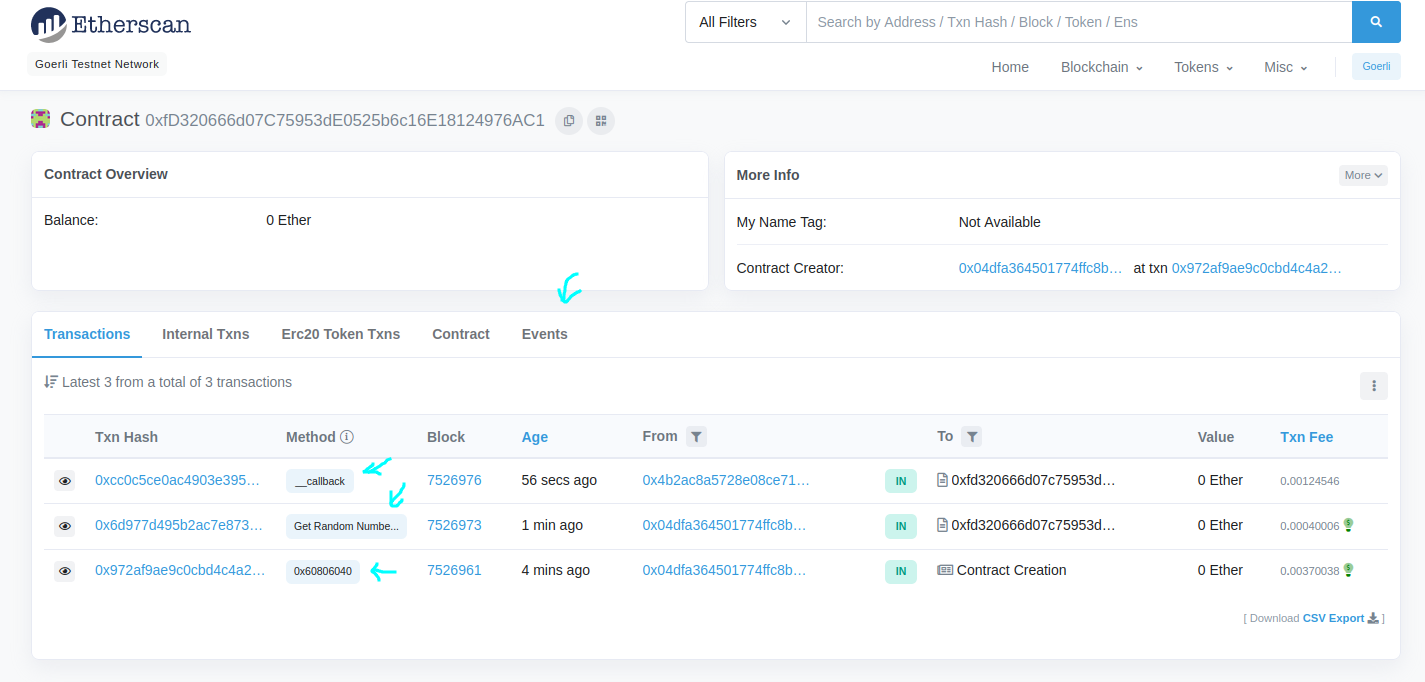 Etherscan
All Filters Search by Address / Txn Hash / Block / Token / Ens
Goerli Testnet Network
Home Blockchain Tokens Misc Goerli
Contract 0xfD320666d07C75953dE0525b6c16E18124976AC1
Contract Overview
Balance: 0 Ether
More Info More
My Name Tag: Not Available
Contract Creator: 0x04dfa364501774ffc8b… at txn 0x972af9ae9c0cbd4c4a2…
Transactions Internal Txns Erc20 Token Txns Contract Events
Latest 3 from a total of 3 transactions
Txn Hash Method Block Age From To Value Txn Fee
0xcc0c5ce0ac4903e395… __callback 7526976 56 secs ago 0x4b2ac8a5728e08ce71… IN 0xfd320666d07c75953d… 0 Ether 0.00124546
0x6d977d495b2ac7e873… Get Random Numbe... 7526973 1 min ago 0x04dfa364501774ffc8b… IN 0xfd320666d07c75953d… 0 Ether 0.00040006
0x972af9ae9c0cbd4c4a2… 0x60806040 7526961 4 mins ago 0x04dfa364501774ffc8b… IN Contract Creation 0 Ether 0.00370038
[ Download CSV Export ]